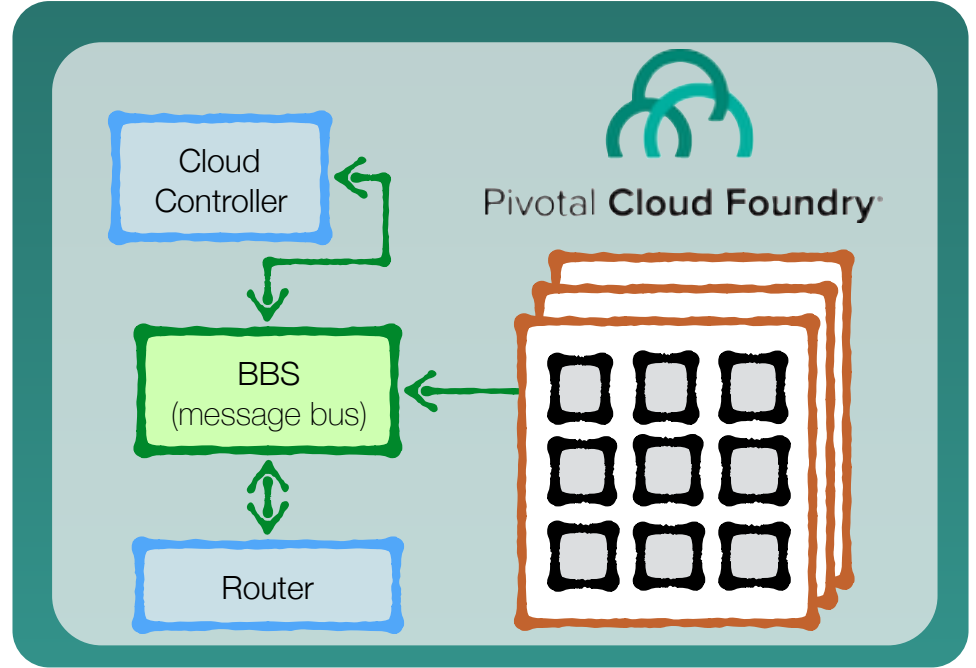 Cloud
Controller
Pivotal Cloud Foundry
BBS
(message bus)
Router